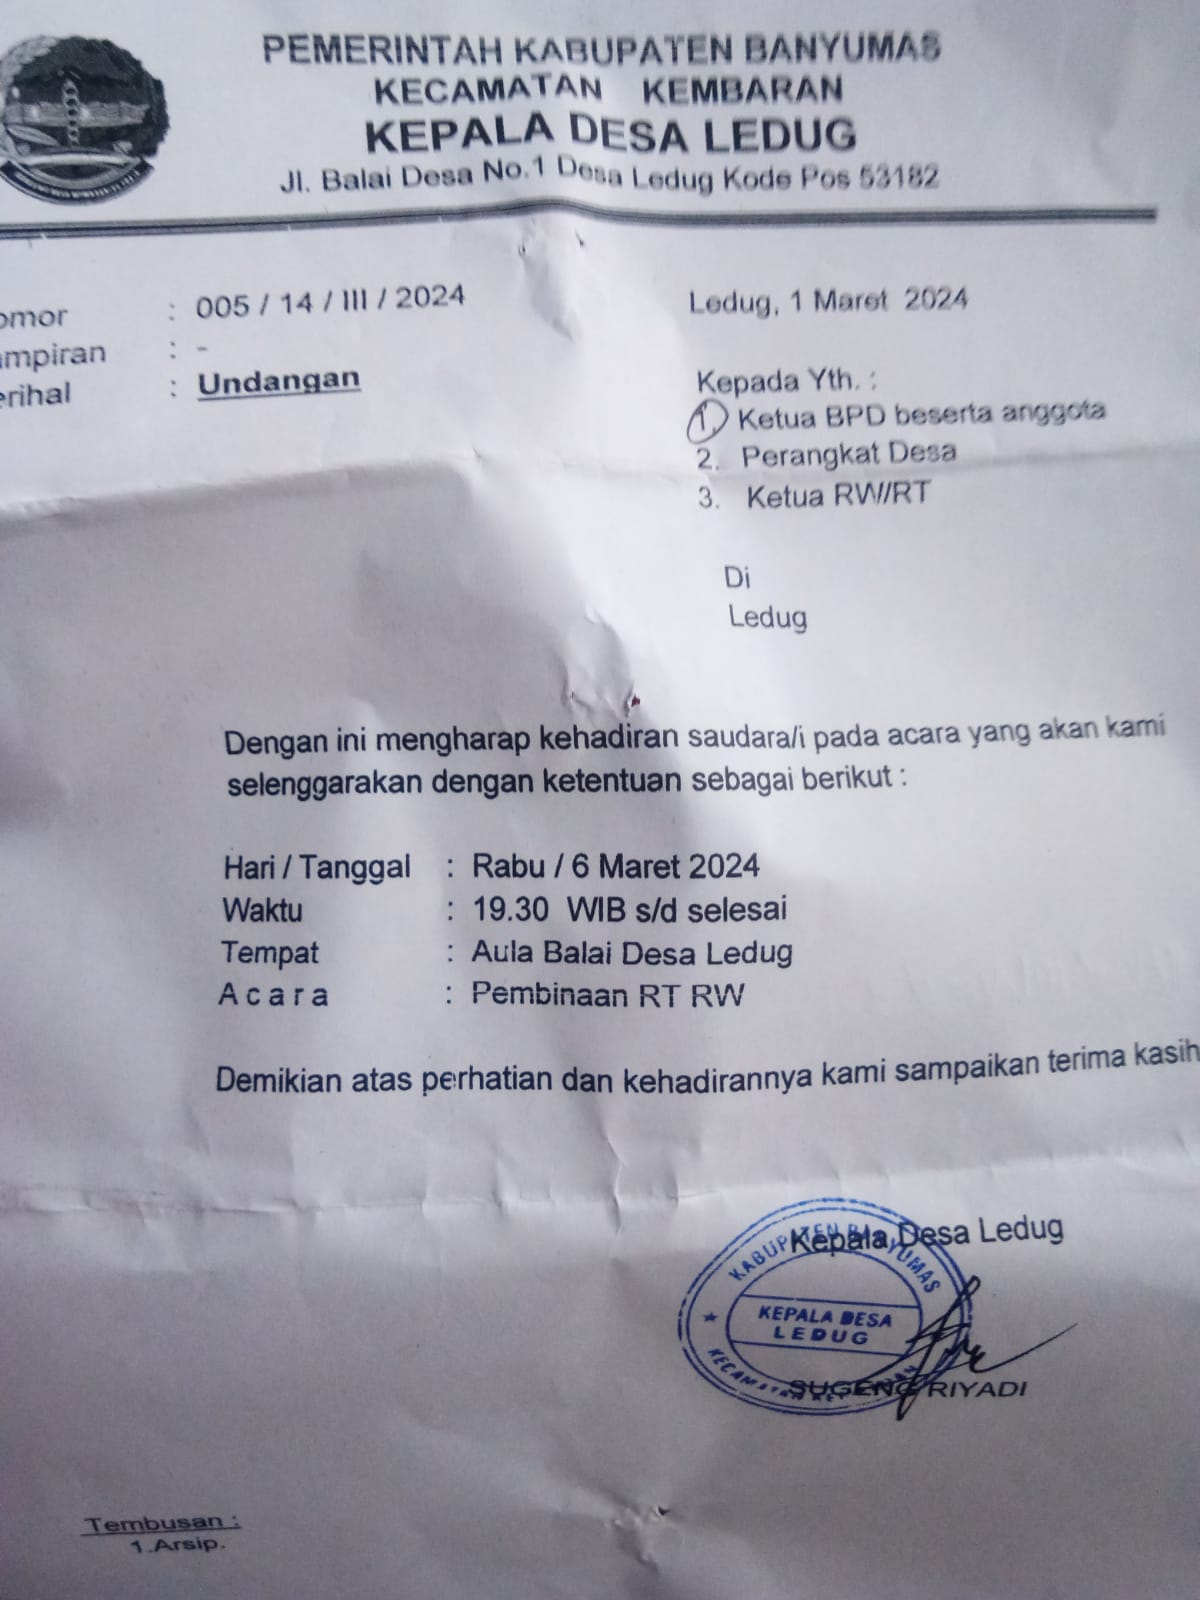 PEMERINTAH KABUPATEN BANYUMAS
KECAMATAN KEMBARAN
KEPALA DESA LEDUG
Jl. Balai Desa No.1 Desa Ledug Kode Pos 53182
omor : 005 / 14 / III / 2024
Ledug, 1 Maret 2024
mpiran : -
erihal : Undangan
Kepada Yth. :
1. Ketua BPD beserta anggota
2. Perangkat Desa
3. Ketua RW//RT
Di
Ledug
Dengan ini mengharap kehadiran saudara/i pada acara yang akan kami
selenggarakan dengan ketentuan sebagai berikut :
Hari / Tanggal : Rabu / 6 Maret 2024
Waktu : 19.30 WIB s/d selesai
Tempat : Aula Balai Desa Ledug
A c a r a : Pembinaan RT RW
Demikian atas perhatian dan kehadirannya kami sampaikan terima kasih
Kepala Desa Ledug
KABUPATEN BANYUMAS
KEPALA DESA
LEDUG
KECAMATAN KEMBARAN
SUGENG RIYADI
Tembusan :
1.Arsip.